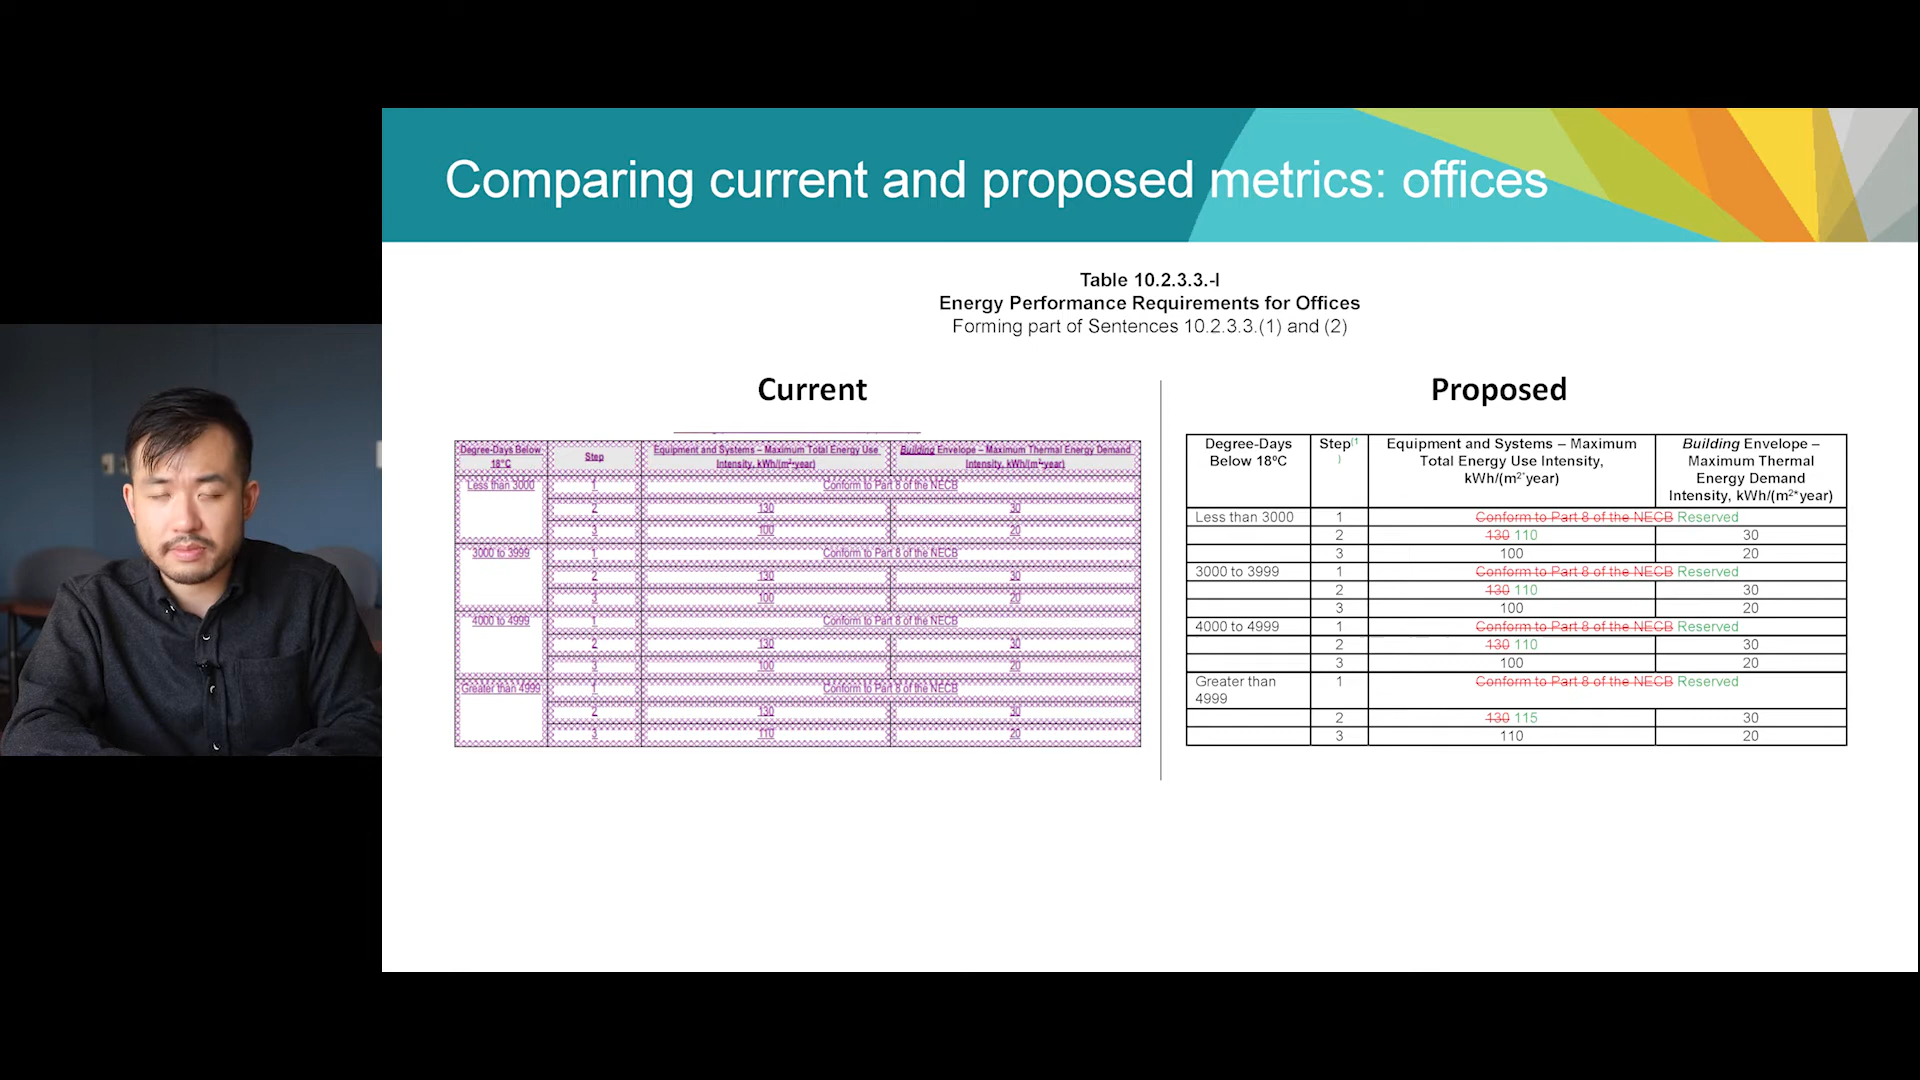 Comparing current and proposed metrics: offices
Table 10.2.3.3.-I
Energy Performance Requirements for Offices
Forming part of Sentences 10.2.3.3.(1) and (2)
Current
Degree-Days Below 18°C Step Equipment and Systems – Maximum Total Energy Use Intensity, kWh/(m²·year) Building Envelope – Maximum Thermal Energy Demand Intensity, kWh/(m²·year)
Less than 3000 1 Conform to Part 8 of the NECB
2 130 30
3 100 20
3000 to 3999 1 Conform to Part 8 of the NECB
2 130 30
3 100 20
4000 to 4999 1 Conform to Part 8 of the NECB
2 130 30
3 100 20
Greater than 4999 1 Conform to Part 8 of the NECB
2 130 30
3 110 20
Proposed
Degree-Days Below 18°C Step(1) Equipment and Systems – Maximum Total Energy Use Intensity, kWh/(m²·year) Building Envelope – Maximum Thermal Energy Demand Intensity, kWh/(m²·year)
Less than 3000 1 Conform to Part 8 of the NECB Reserved
2 130 110 30
3 100 20
3000 to 3999 1 Conform to Part 8 of the NECB Reserved
2 130 110 30
3 100 20
4000 to 4999 1 Conform to Part 8 of the NECB Reserved
2 130 110 30
3 100 20
Greater than 4999 1 Conform to Part 8 of the NECB Reserved
2 130 115 30
3 110 20